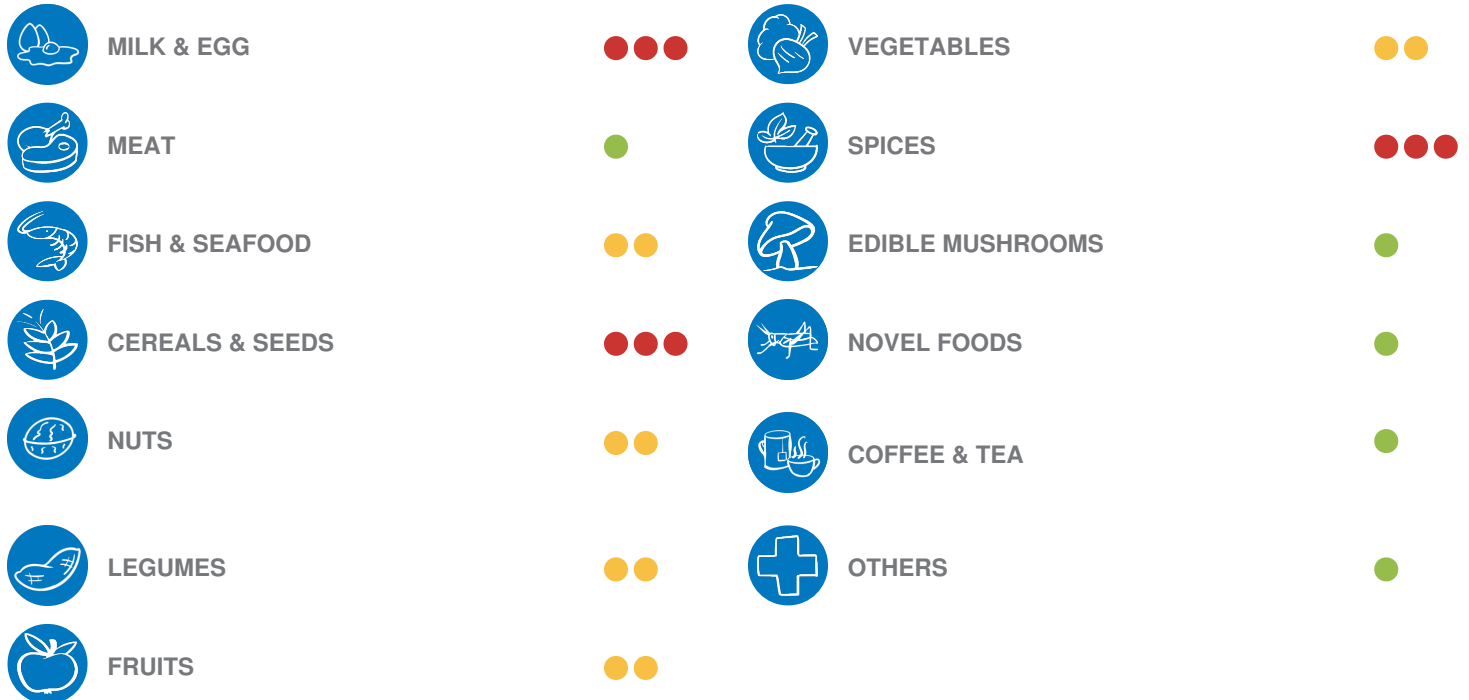 MILK & EGG
MEAT
FISH & SEAFOOD
CEREALS & SEEDS
NUTS
LEGUMES
FRUITS
VEGETABLES
SPICES
EDIBLE MUSHROOMS
NOVEL FOODS
COFFEE & TEA
OTHERS